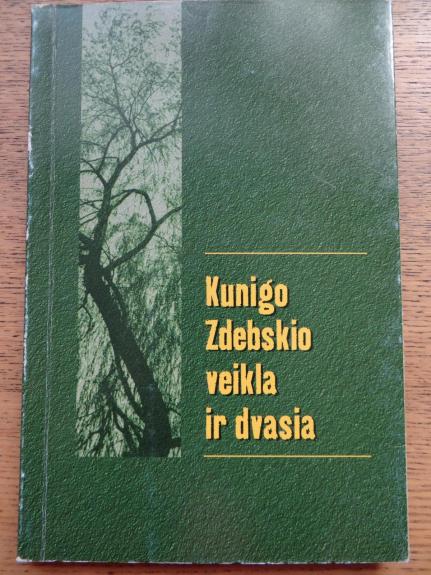 Kunigo
Zdebskio
veikla
ir dvasia